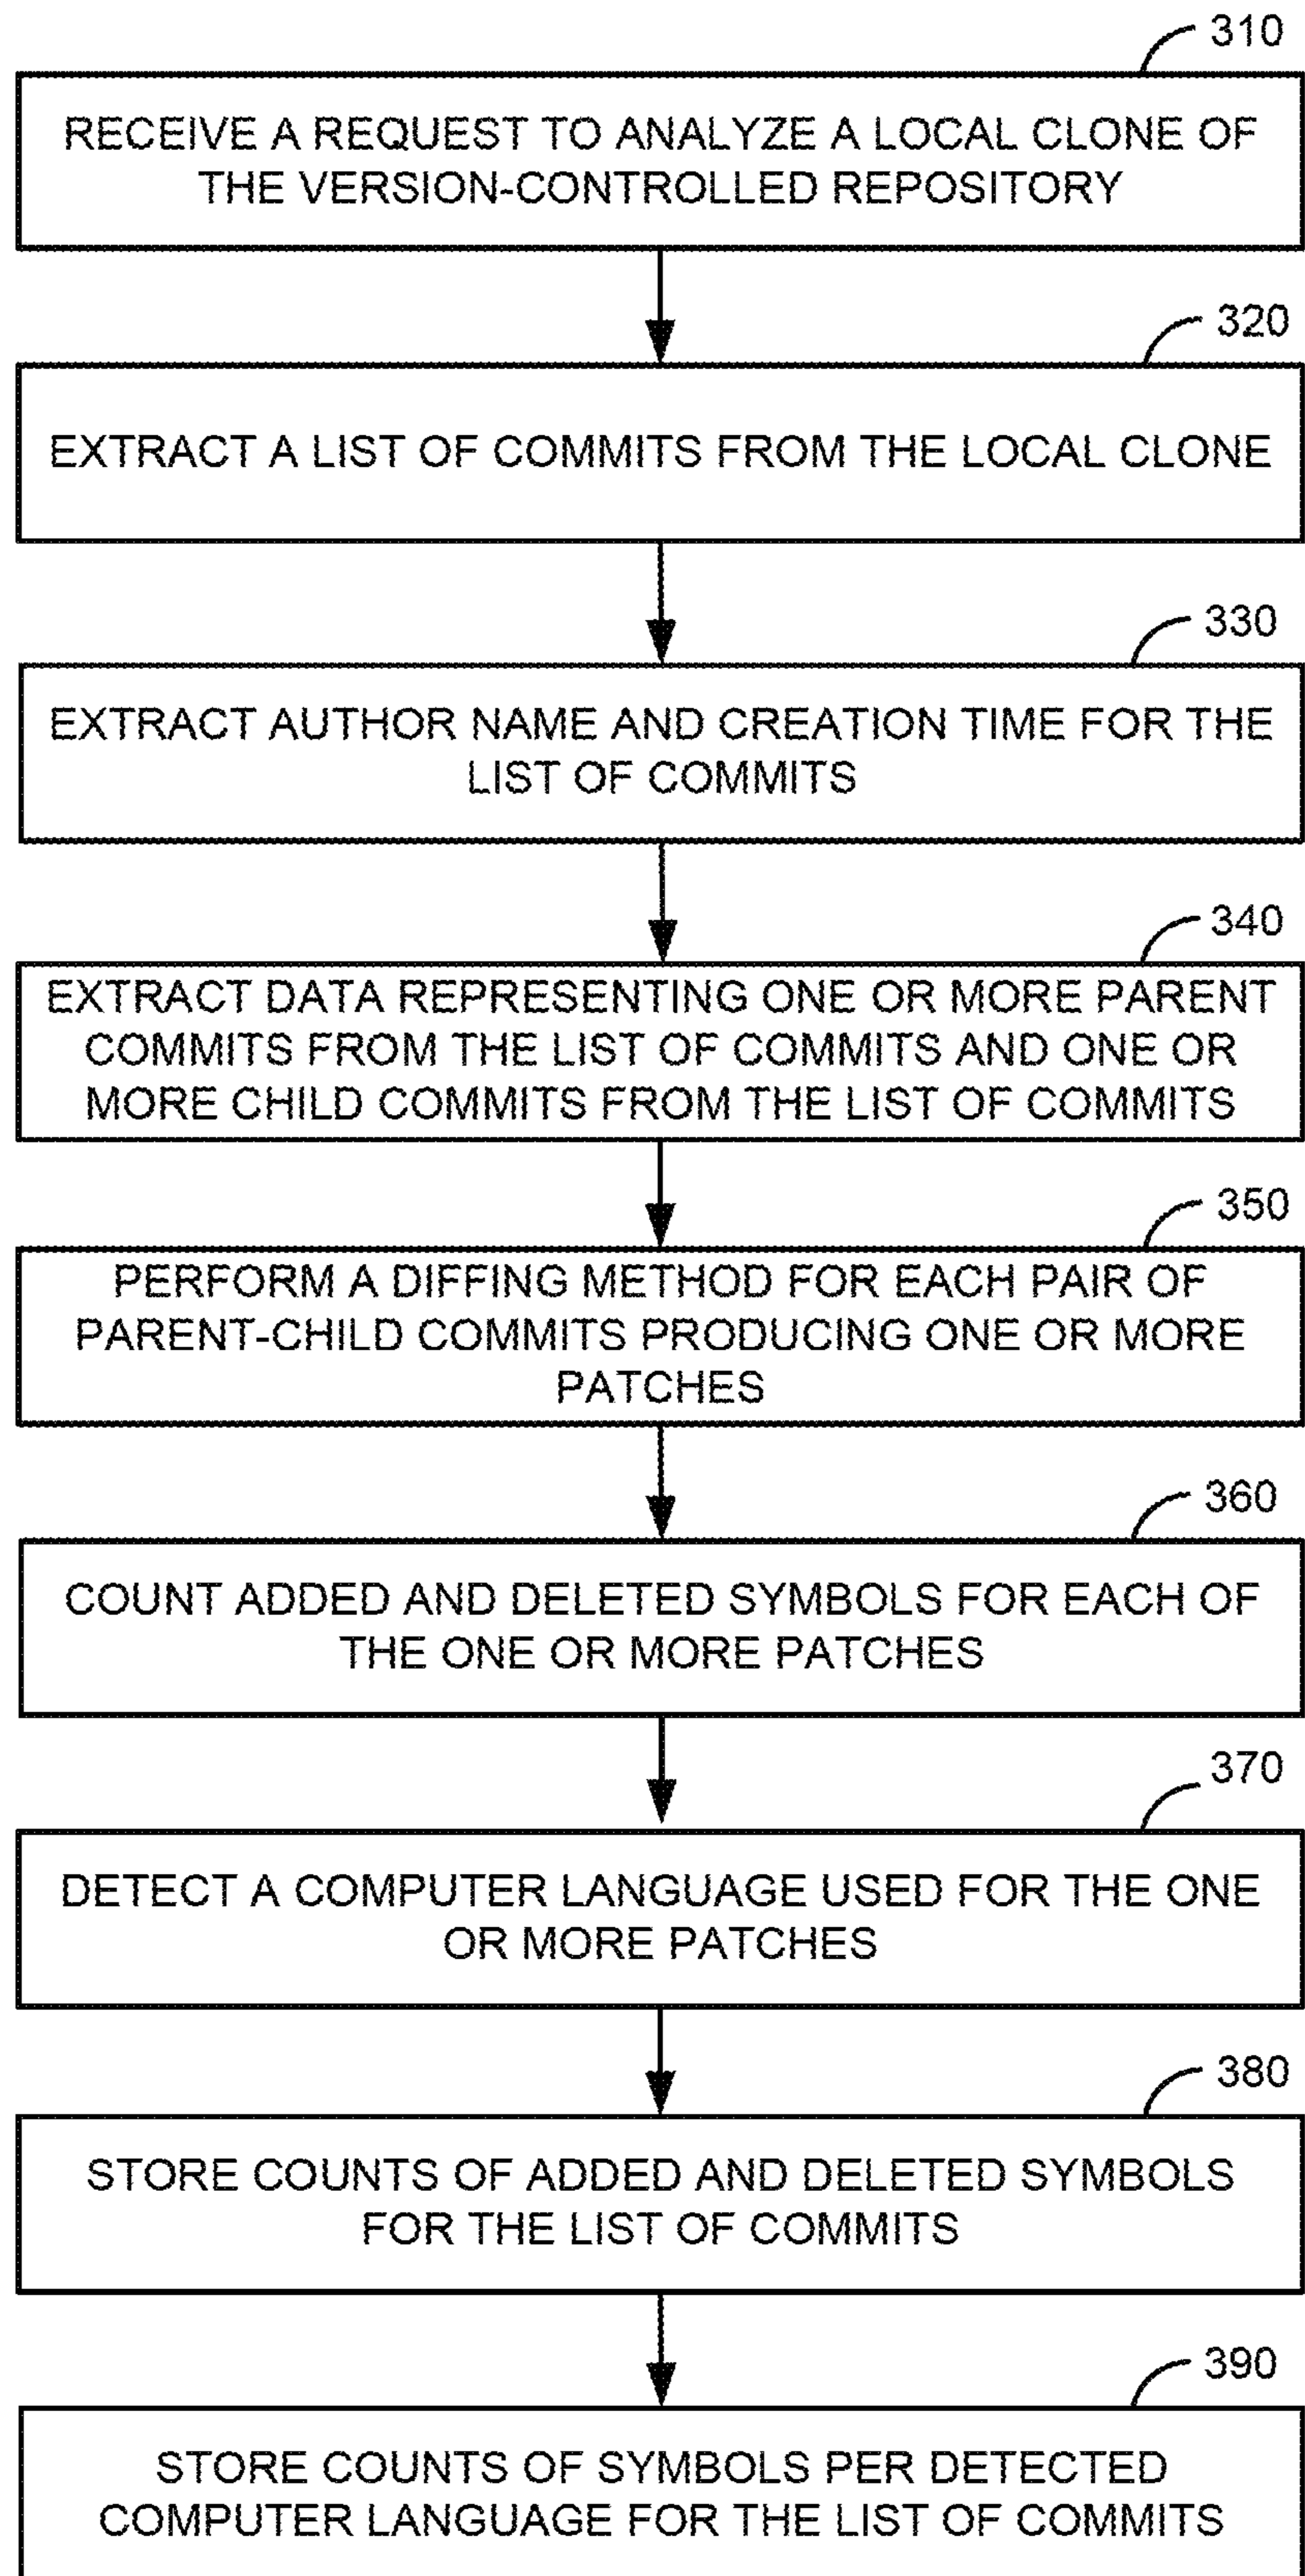 310
RECEIVE A REQUEST TO ANALYZE A LOCAL CLONE OF
THE VERSION-CONTROLLED REPOSITORY
320
EXTRACT A LIST OF COMMITS FROM THE LOCAL CLONE
330
EXTRACT AUTHOR NAME AND CREATION TIME FOR THE
LIST OF COMMITS
340
EXTRACT DATA REPRESENTING ONE OR MORE PARENT
COMMITS FROM THE LIST OF COMMITS AND ONE OR
MORE CHILD COMMITS FROM THE LIST OF COMMITS
350
PERFORM A DIFFING METHOD FOR EACH PAIR OF
PARENT-CHILD COMMITS PRODUCING ONE OR MORE
PATCHES
360
COUNT ADDED AND DELETED SYMBOLS FOR EACH OF
THE ONE OR MORE PATCHES
370
DETECT A COMPUTER LANGUAGE USED FOR THE ONE
OR MORE PATCHES
380
STORE COUNTS OF ADDED AND DELETED SYMBOLS
FOR THE LIST OF COMMITS
390
STORE COUNTS OF SYMBOLS PER DETECTED
COMPUTER LANGUAGE FOR THE LIST OF COMMITS